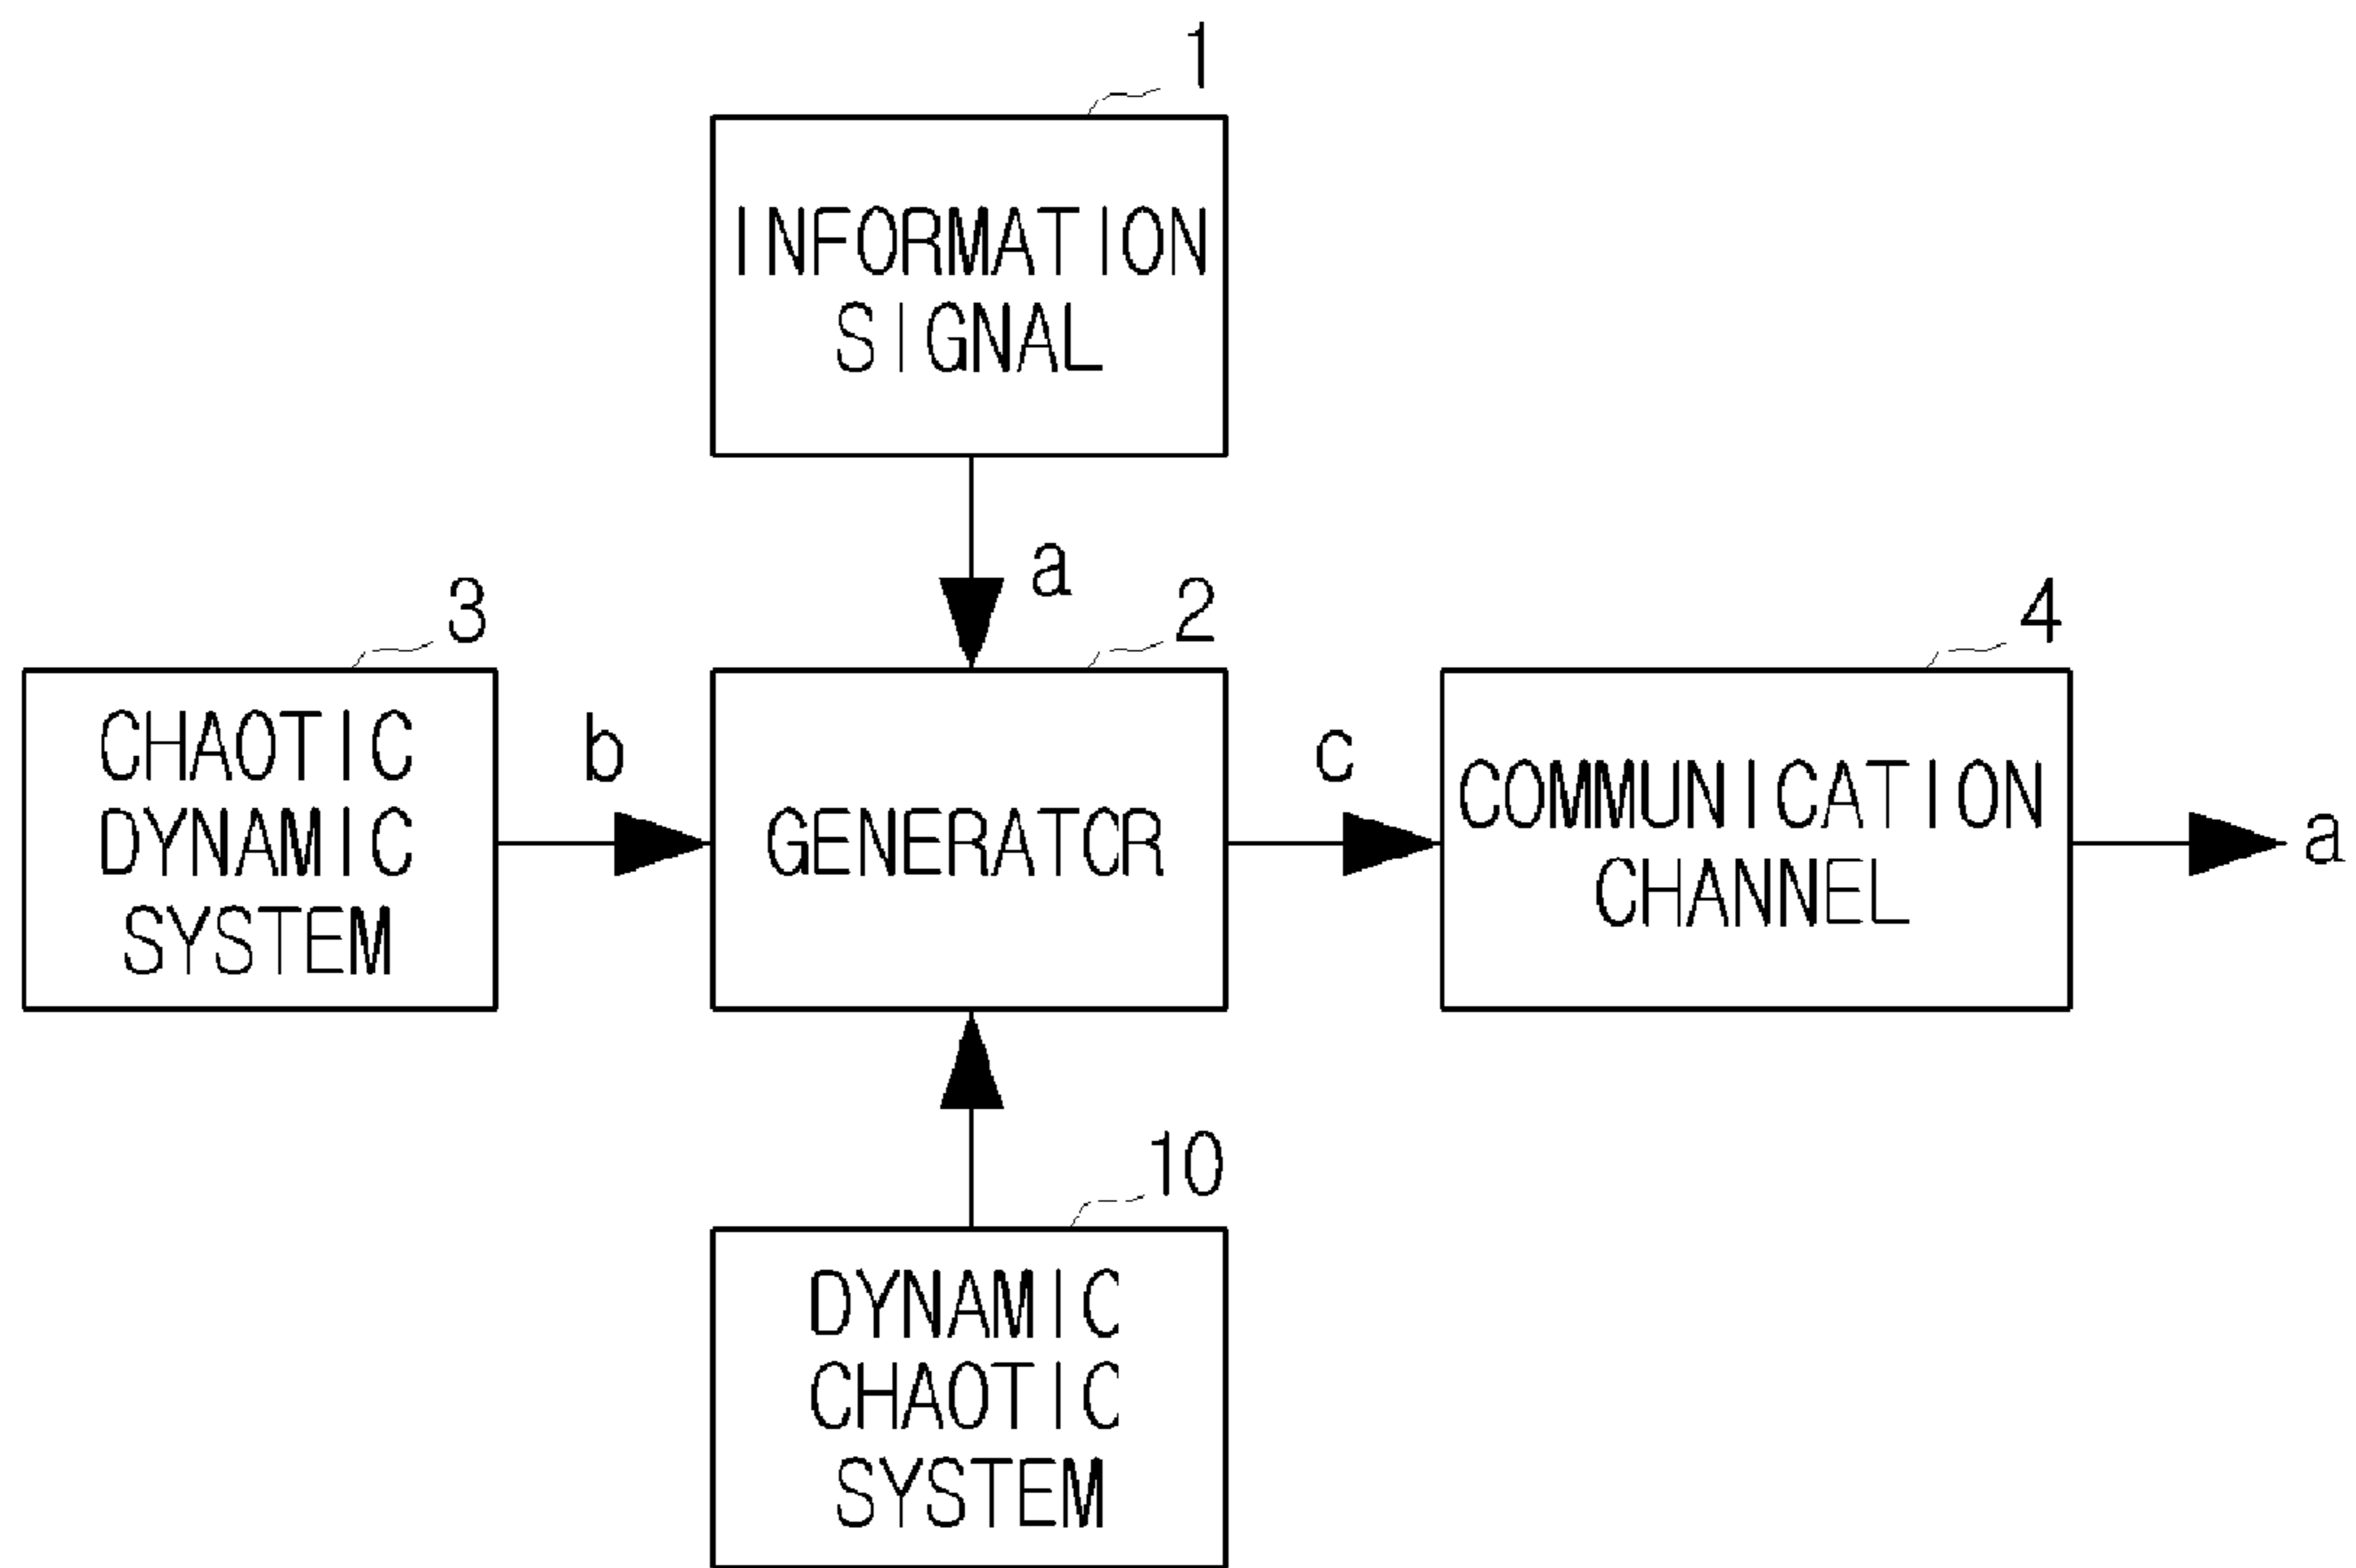 1
INFORMATION
SIGNAL
a
3
2
4
CHAOTIC
DYNAMIC
SYSTEM
b
GENERATCR
c
COMMUNICATION
CHANNEL
a
10
DYNAMIC
CHAOTIC
SYSTEM